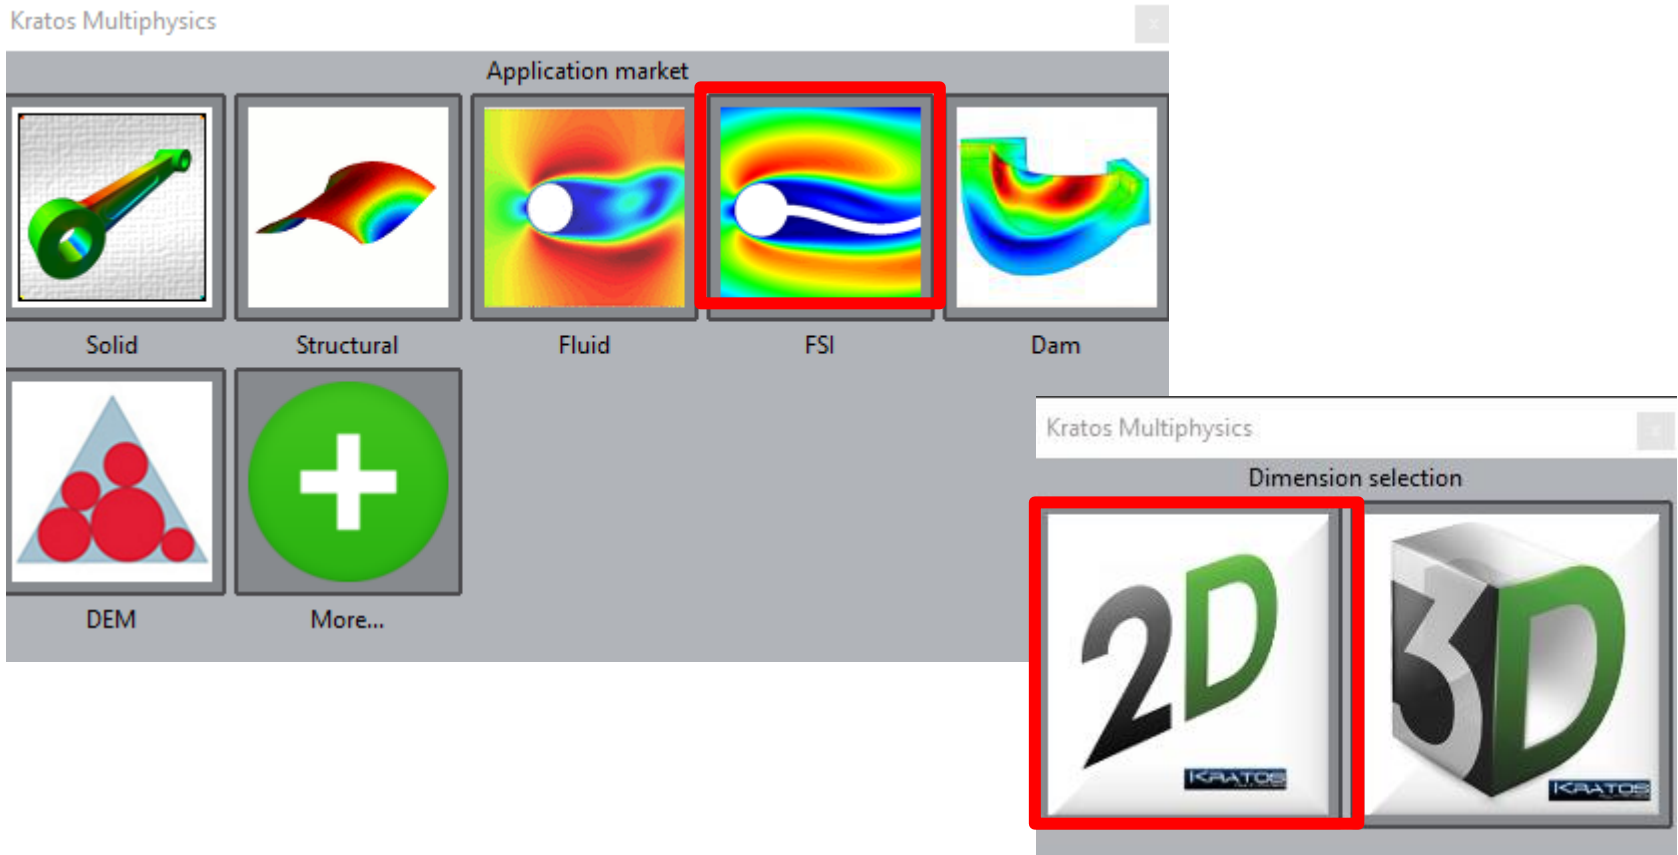 Kratos Multiphysics
Application market
Solid
Structural
Fluid
FSI
Dam
DEM
More...
Kratos Multiphysics
Dimension selection
2D
KRATOS
3D
KRATOS